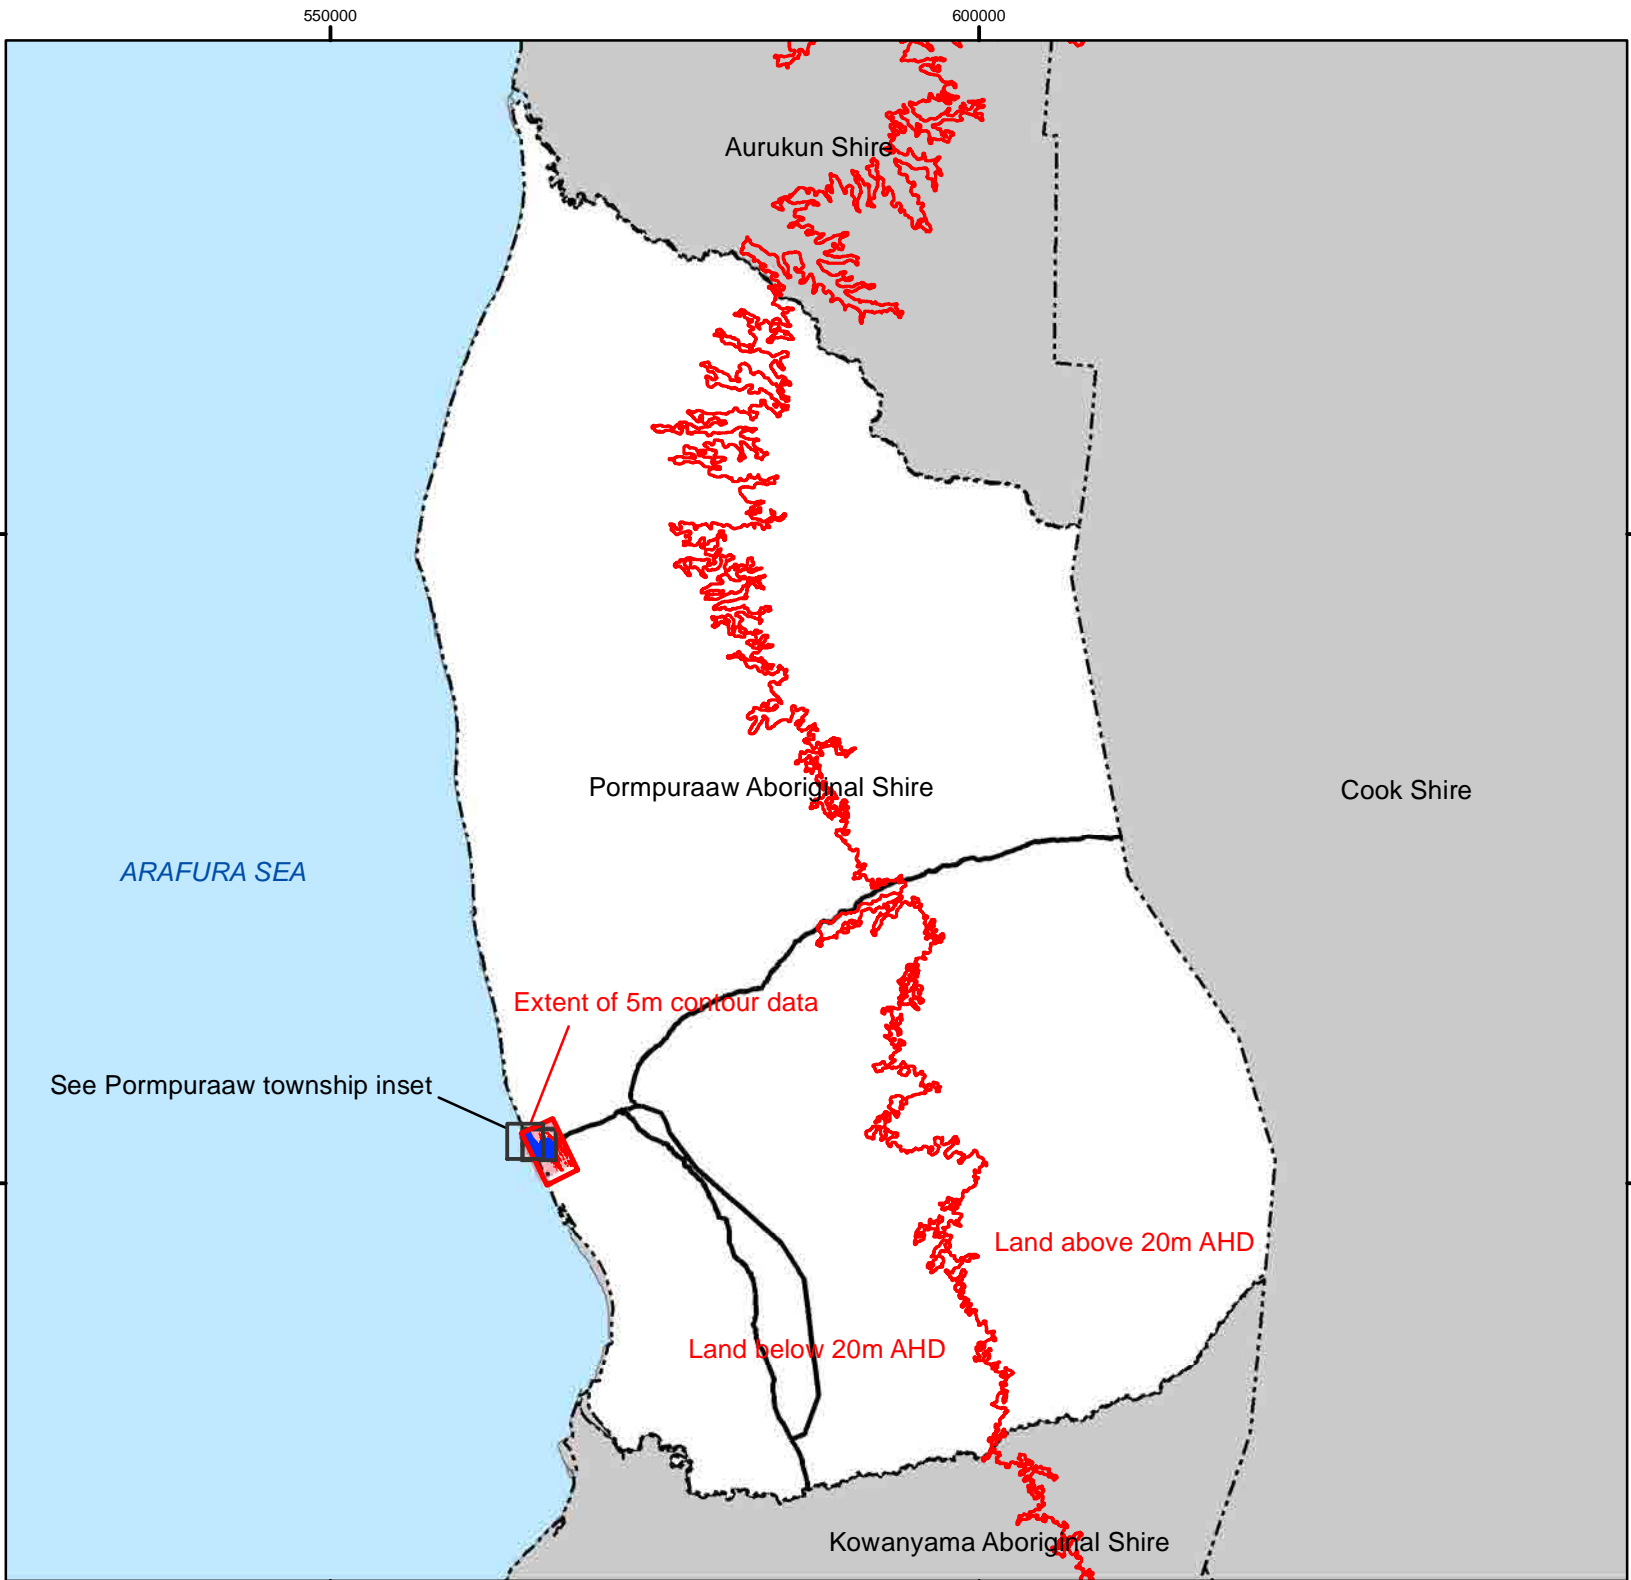 550000
600000
Aurukun Shire
Pormpuraaw Aboriginal Shire
Cook Shire
ARAFURA SEA
Extent of 5m contour data
See Pormpuraaw township inset
Land above 20m AHD
Land below 20m AHD
Kowanyama Aboriginal Shire